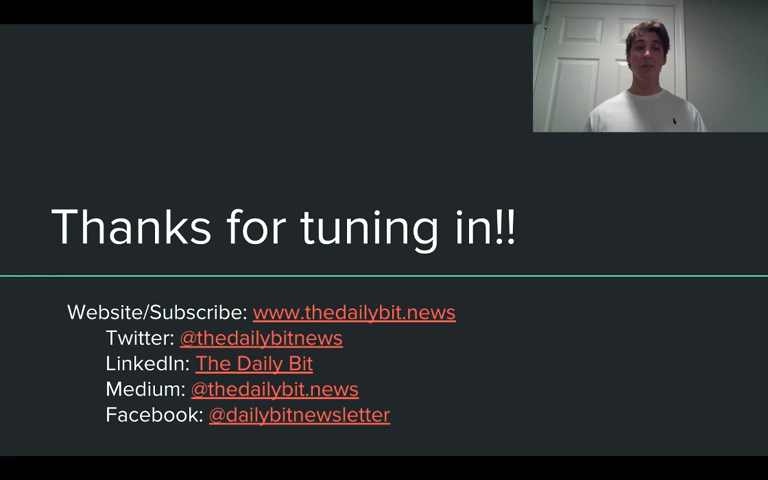 Thanks for tuning in!!
Website/Subscribe: www.thedailybit.news
Twitter: @thedailybitnews
LinkedIn: The Daily Bit
Medium: @thedailybit.news
Facebook: @dailybitnewsletter